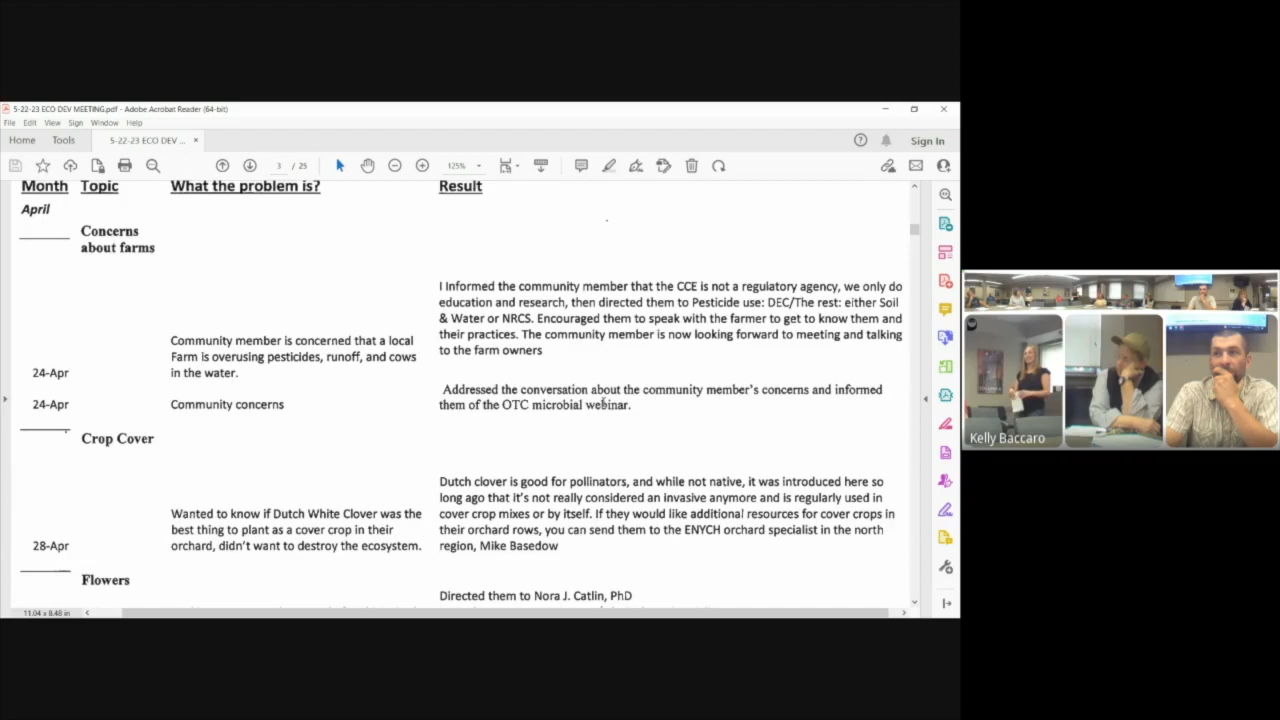 5-22-23 ECO DEV MEETING.pdf - Adobe Acrobat Reader (64-bit)
File Edit View Sign Window Help
Home Tools 5-22-23 ECO DEV ... × Sign In
3 / 25 125%
Month Topic What the problem is? Result
April
Concerns
about farms
I Informed the community member that the CCE is not a regulatory agency, we only do
education and research, then directed them to Pesticide use: DEC/The rest: either Soil
& Water or NRCS. Encouraged them to speak with the farmer to get to know them and
their practices. The community member is now looking forward to meeting and talking
to the farm owners
Community member is concerned that a local
Farm is overusing pesticides, runoff, and cows
in the water.
24-Apr
Addressed the conversation about the community member's concerns and informed
them of the OTC microbial webinar.
24-Apr Community concerns
Crop Cover
Dutch clover is good for pollinators, and while not native, it was introduced here so
long ago that it's not really considered an invasive anymore and is regularly used in
cover crop mixes or by itself. If they would like additional resources for cover crops in
their orchard rows, you can send them to the ENYCH orchard specialist in the north
region, Mike Basedow
Wanted to know if Dutch White Clover was the
best thing to plant as a cover crop in their
orchard, didn't want to destroy the ecosystem.
28-Apr
Flowers
Directed them to Nora J. Catlin, PhD
11.04 x 8.48 in
Kelly Baccaro